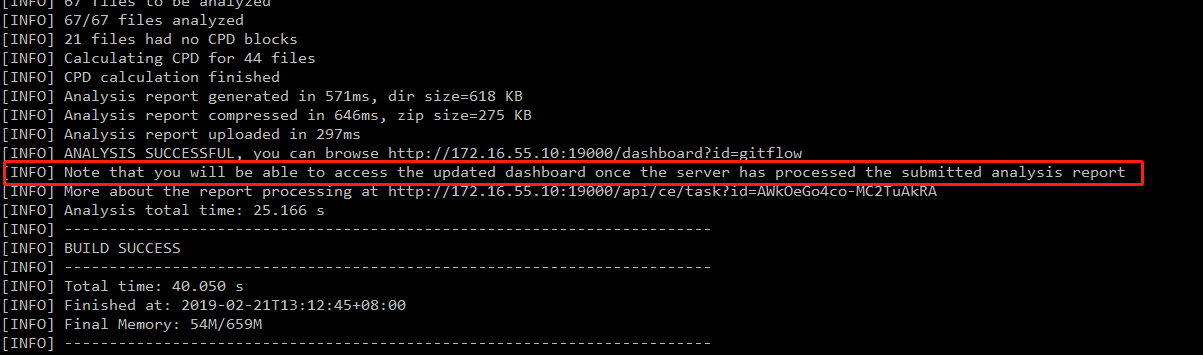 [INFO] 67 files to be analyzed
[INFO] 67/67 files analyzed
[INFO] 21 files had no CPD blocks
[INFO] Calculating CPD for 44 files
[INFO] CPD calculation finished
[INFO] Analysis report generated in 571ms, dir size=618 KB
[INFO] Analysis report compressed in 646ms, zip size=275 KB
[INFO] Analysis report uploaded in 297ms
[INFO] ANALYSIS SUCCESSFUL, you can browse http://172.16.55.10:19000/dashboard?id=gitflow
[INFO] Note that you will be able to access the updated dashboard once the server has processed the submitted analysis report
[INFO] More about the report processing at http://172.16.55.10:19000/api/ce/task?id=AWkOeGo4co-MC2TuAkRA
[INFO] Analysis total time: 25.166 s
[INFO] ------------------------------------------------------------------------
[INFO] BUILD SUCCESS
[INFO] ------------------------------------------------------------------------
[INFO] Total time: 40.050 s
[INFO] Finished at: 2019-02-21T13:12:45+08:00
[INFO] Final Memory: 54M/659M
[INFO] ------------------------------------------------------------------------